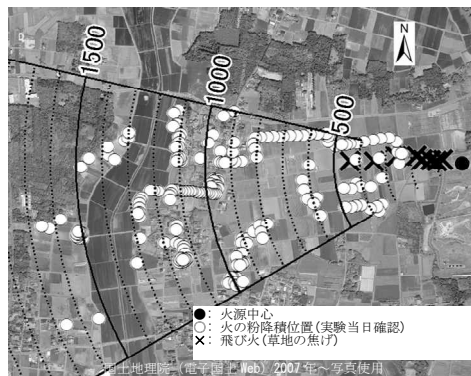 N
1500
1000
500
●： 火源中心
○： 火の粉降積位置(実験当日確認)
×： 飛び火(草地の焦げ)
国土地理院（電子国土Web）2007年～写真使用